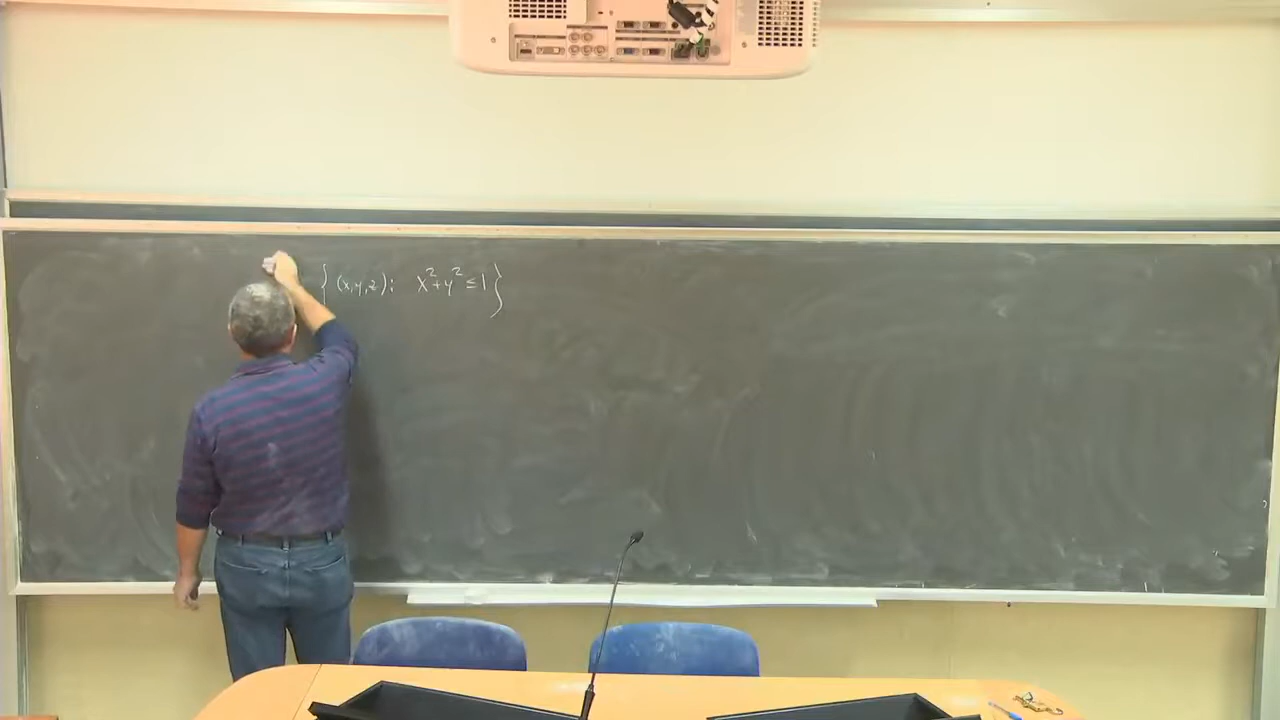 {(x,y,z): x²+y² ≤1}